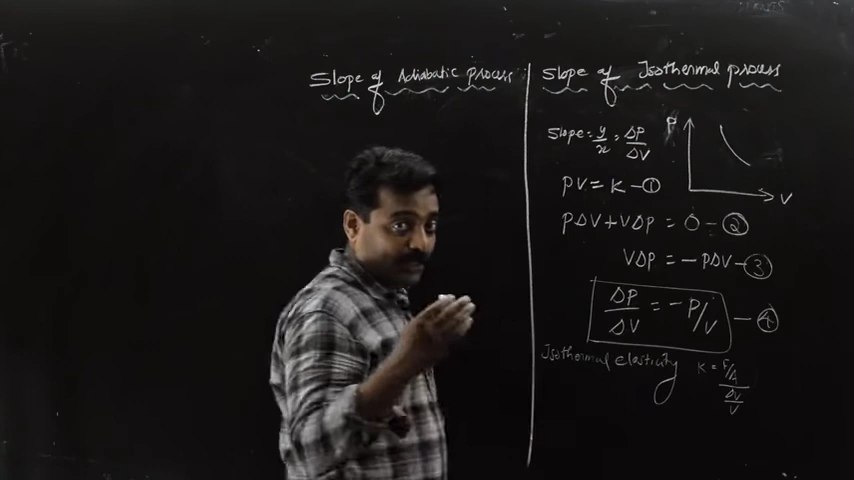 Slope of Adiabatic process
Slope of Isothermal process
Slope = y/x = ΔP/ΔV
P
V
PV = K - ①
PΔV + VΔP = 0 - ②
VΔP = - PΔV - ③
ΔP/ΔV = - P/V - ④
Isothermal elasticity K = F/A / ΔV/V